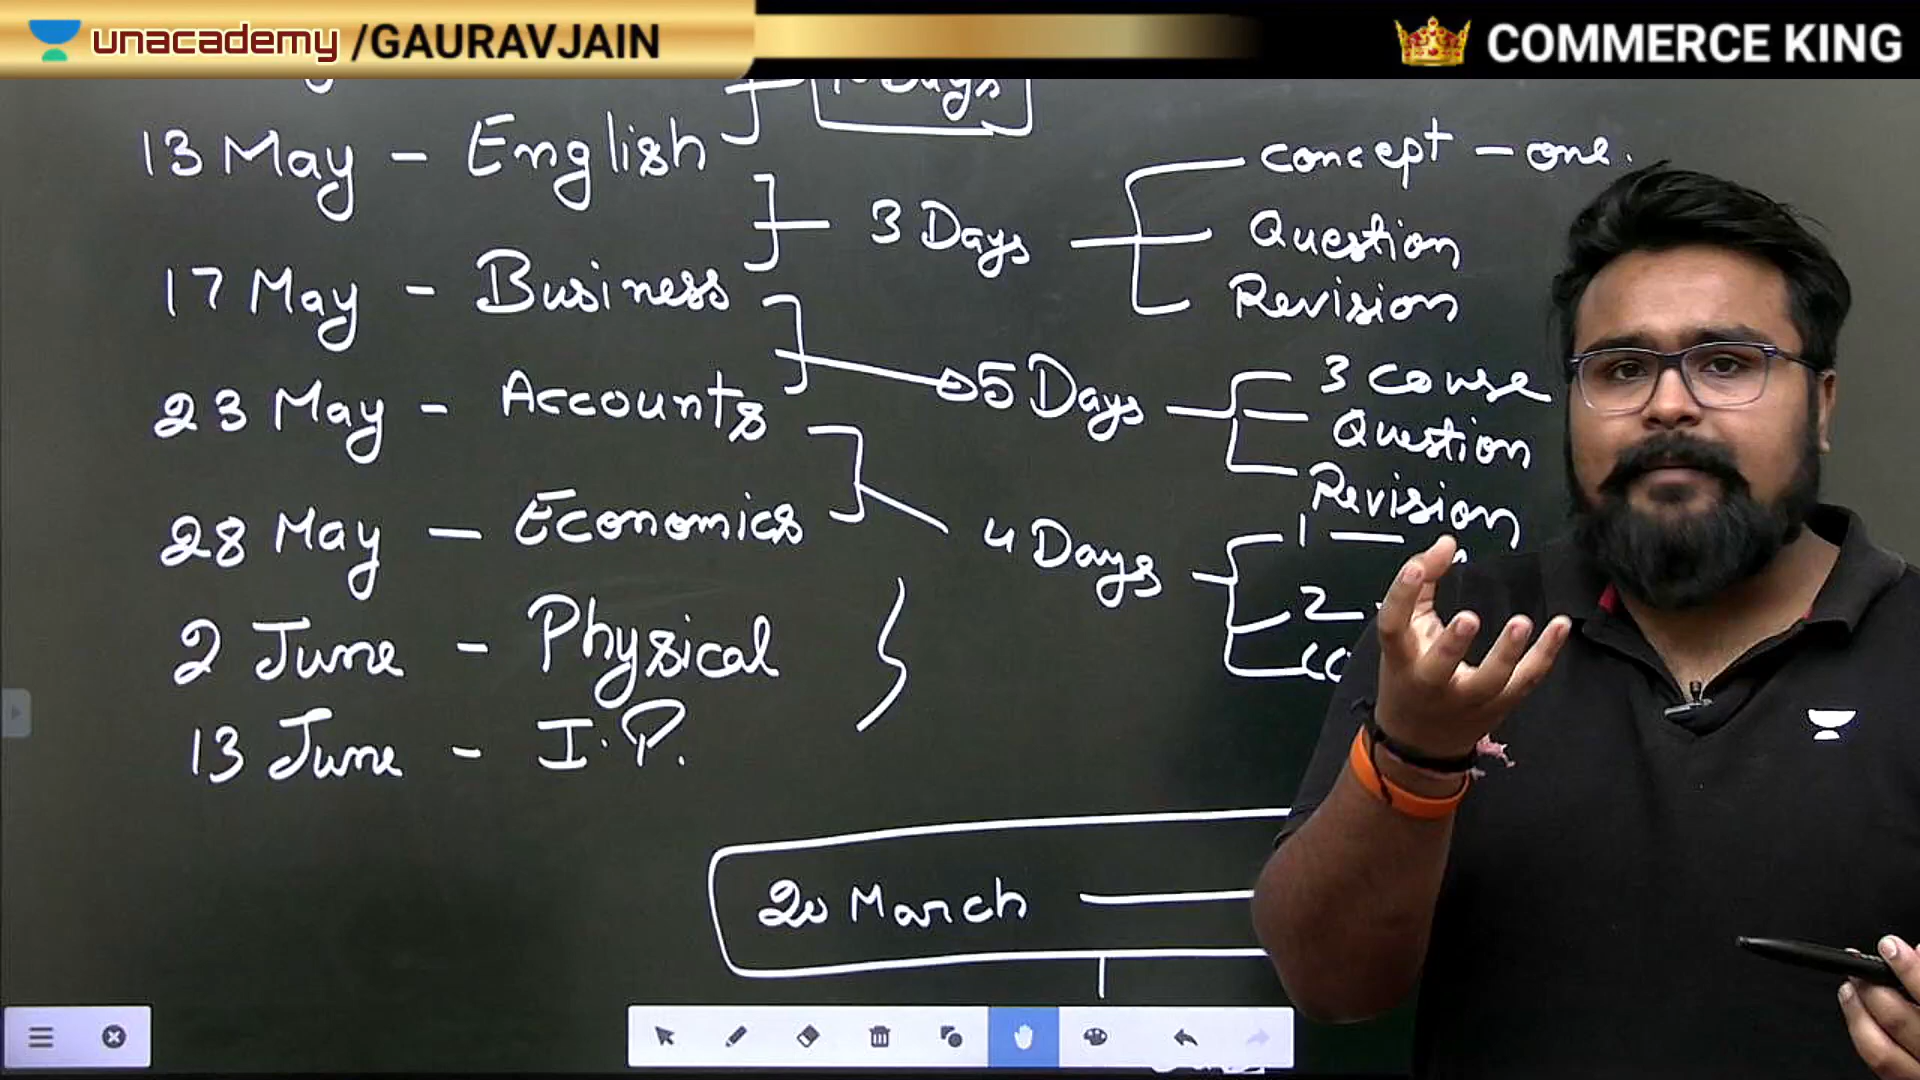 unacademy /GAURAVJAIN
COMMERCE KING
Days
13 May - English
concept - one.
3 Days
Question
17 May - Business
Revision
5 Days
3 course
23 May - Accounts
Question
Revision
28 May - Economics
4 Days
1
2
2 June - Physical
13 June - I.P.
20 March